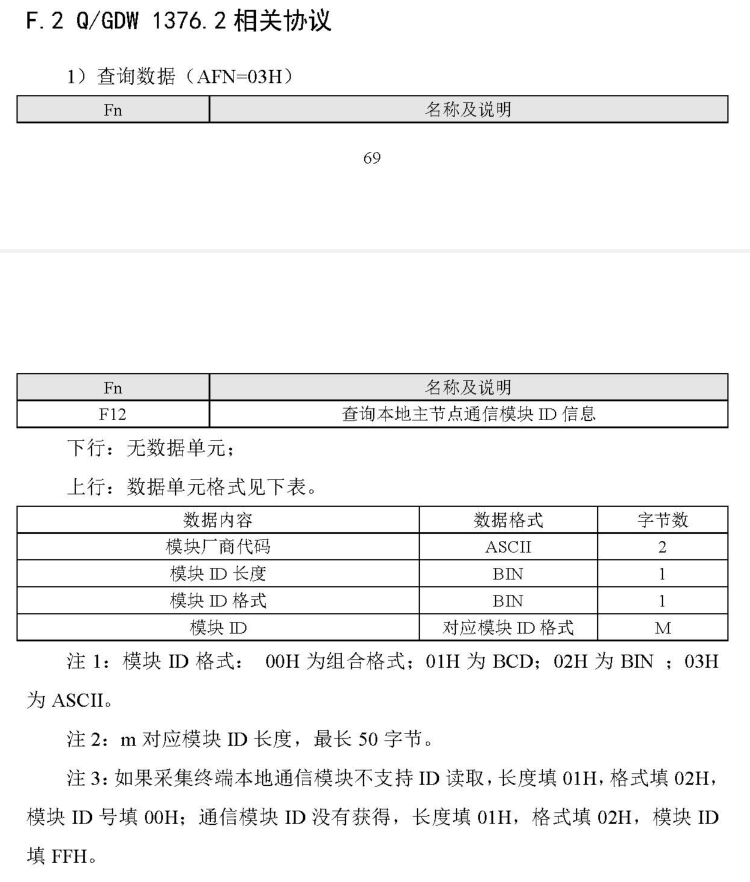 F.2 Q/GDW 1376.2相关协议
1）查询数据（AFN=03H）
Fn 名称及说明
69
Fn 名称及说明
F12 查询本地主节点通信模块 ID 信息
下行：无数据单元；
上行：数据单元格式见下表。
数据内容 数据格式 字节数
模块厂商代码 ASCII 2
模块 ID 长度 BIN 1
模块 ID 格式 BIN 1
模块 ID 对应模块 ID 格式 M
注 1：模块 ID 格式： 00H 为组合格式；01H 为 BCD；02H 为 BIN ；03H
为 ASCII。
注 2：m 对应模块 ID 长度，最长 50 字节。
注 3：如果采集终端本地通信模块不支持 ID 读取，长度填 01H，格式填 02H，
模块 ID 号填 00H；通信模块 ID 没有获得，长度填 01H，格式填 02H，模块 ID
填 FFH。